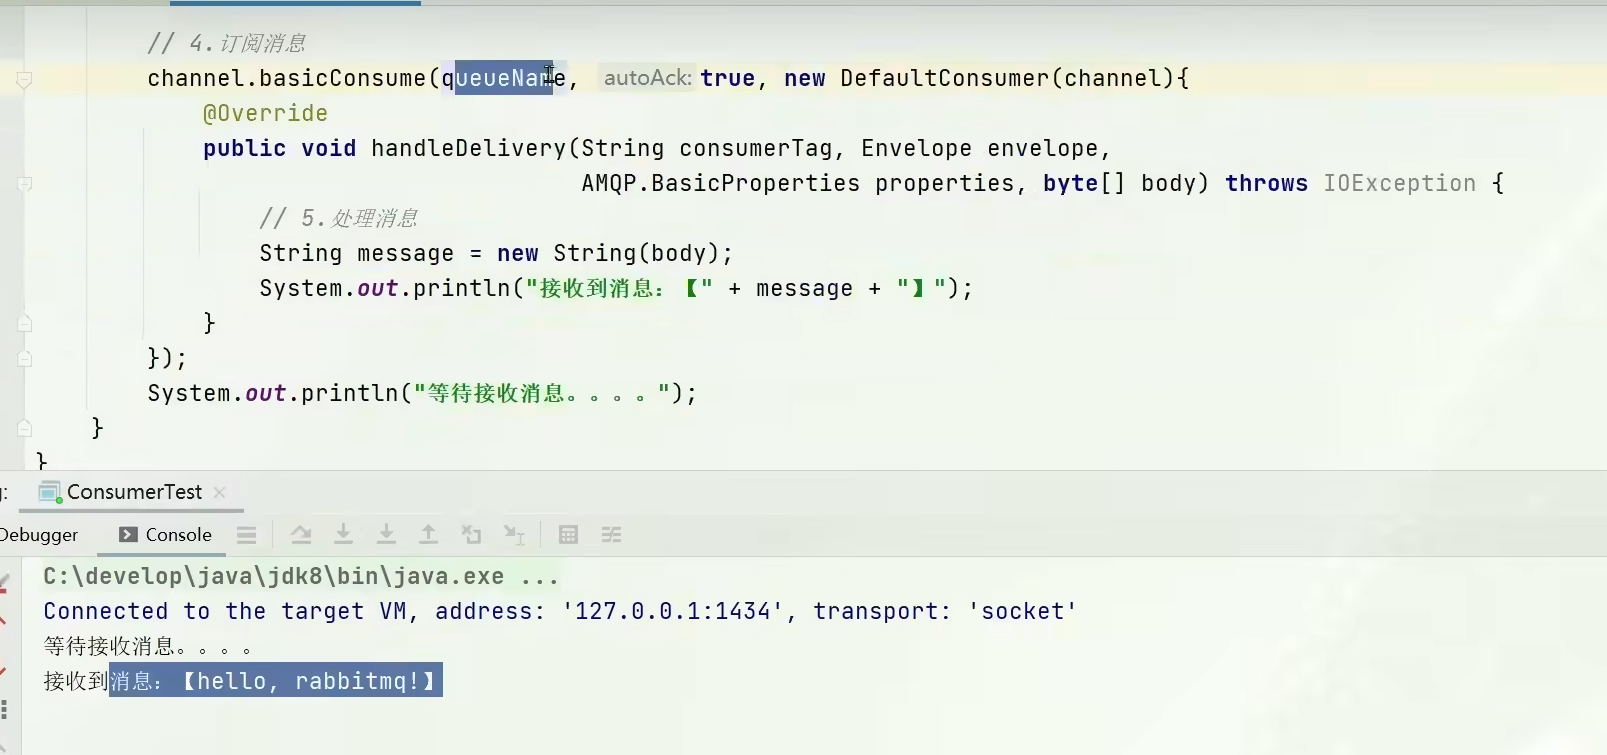 // 4.订阅消息
channel.basicConsume(queueName, autoAck: true, new DefaultConsumer(channel){
@Override
public void handleDelivery(String consumerTag, Envelope envelope,
AMQP.BasicProperties properties, byte[] body) throws IOException {
// 5.处理消息
String message = new String(body);
System.out.println("接收到消息：【" + message + "】");
}
});
System.out.println("等待接收消息。。。。");
}
}
ConsumerTest
Debugger Console
C:\develop\java\jdk8\bin\java.exe ...
Connected to the target VM, address: '127.0.0.1:1434', transport: 'socket'
等待接收消息。。。。
接收到消息：【hello, rabbitmq!】